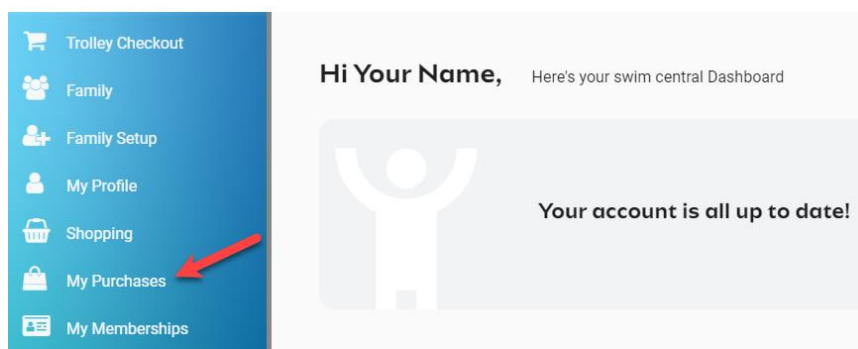 Trolley Checkout
Family
Family Setup
My Profile
Shopping
My Purchases
My Memberships
Hi Your Name, Here's your swim central Dashboard
Your account is all up to date!